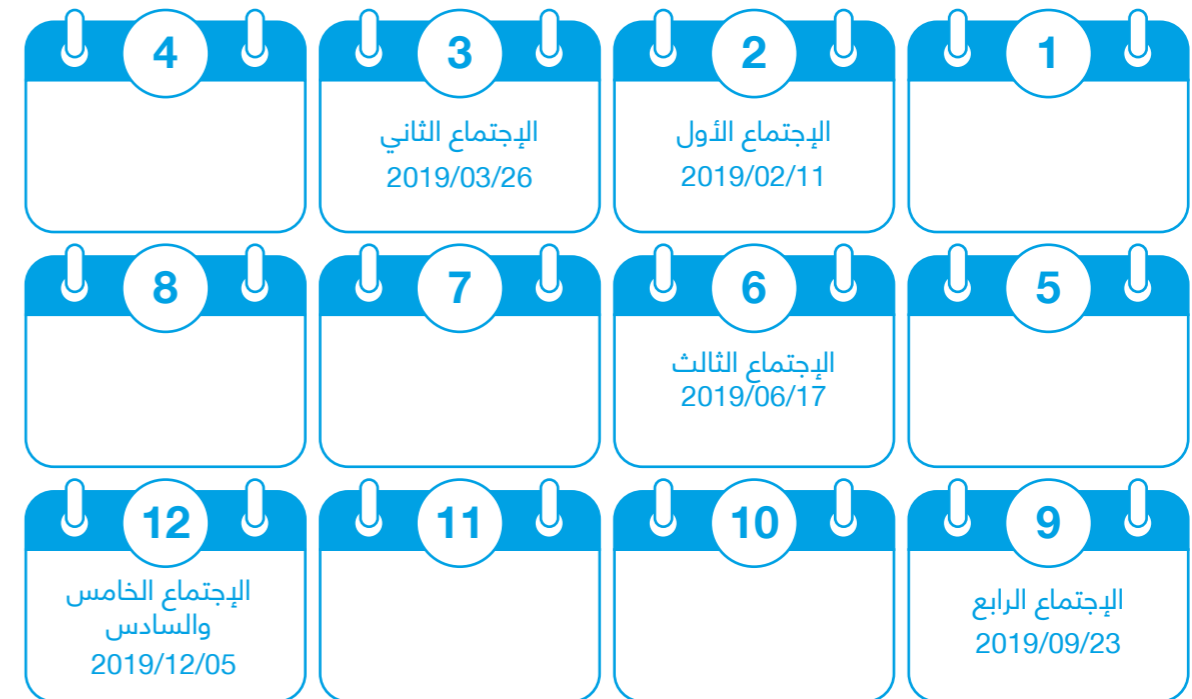 1
2
الإجتماع الأول
2019/02/11
3
الإجتماع الثاني
2019/03/26
4
5
6
الإجتماع الثالث
2019/06/17
7
8
9
الإجتماع الرابع
2019/09/23
10
11
12
الإجتماع الخامس
والسادس
2019/12/05